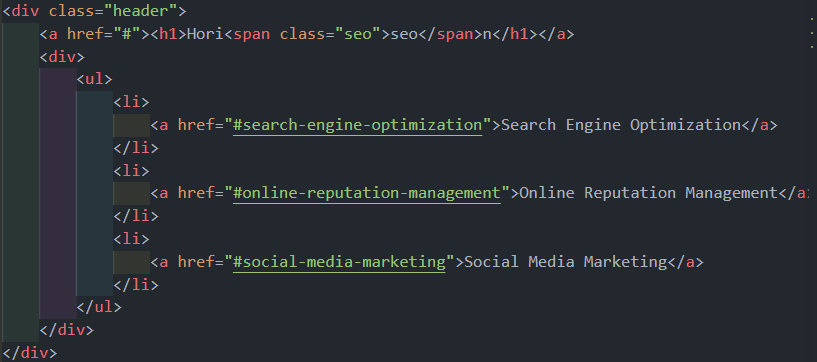 <div class="header">
<a href="#"><h1>Hori<span class="seo">seo</span>n</h1></a>
<div>
<ul>
<li>
<a href="#search-engine-optimization">Search Engine Optimization</a>
</li>
<li>
<a href="#online-reputation-management">Online Reputation Management</a
</li>
<li>
<a href="#social-media-marketing">Social Media Marketing</a>
</li>
</ul>
</div>
</div>